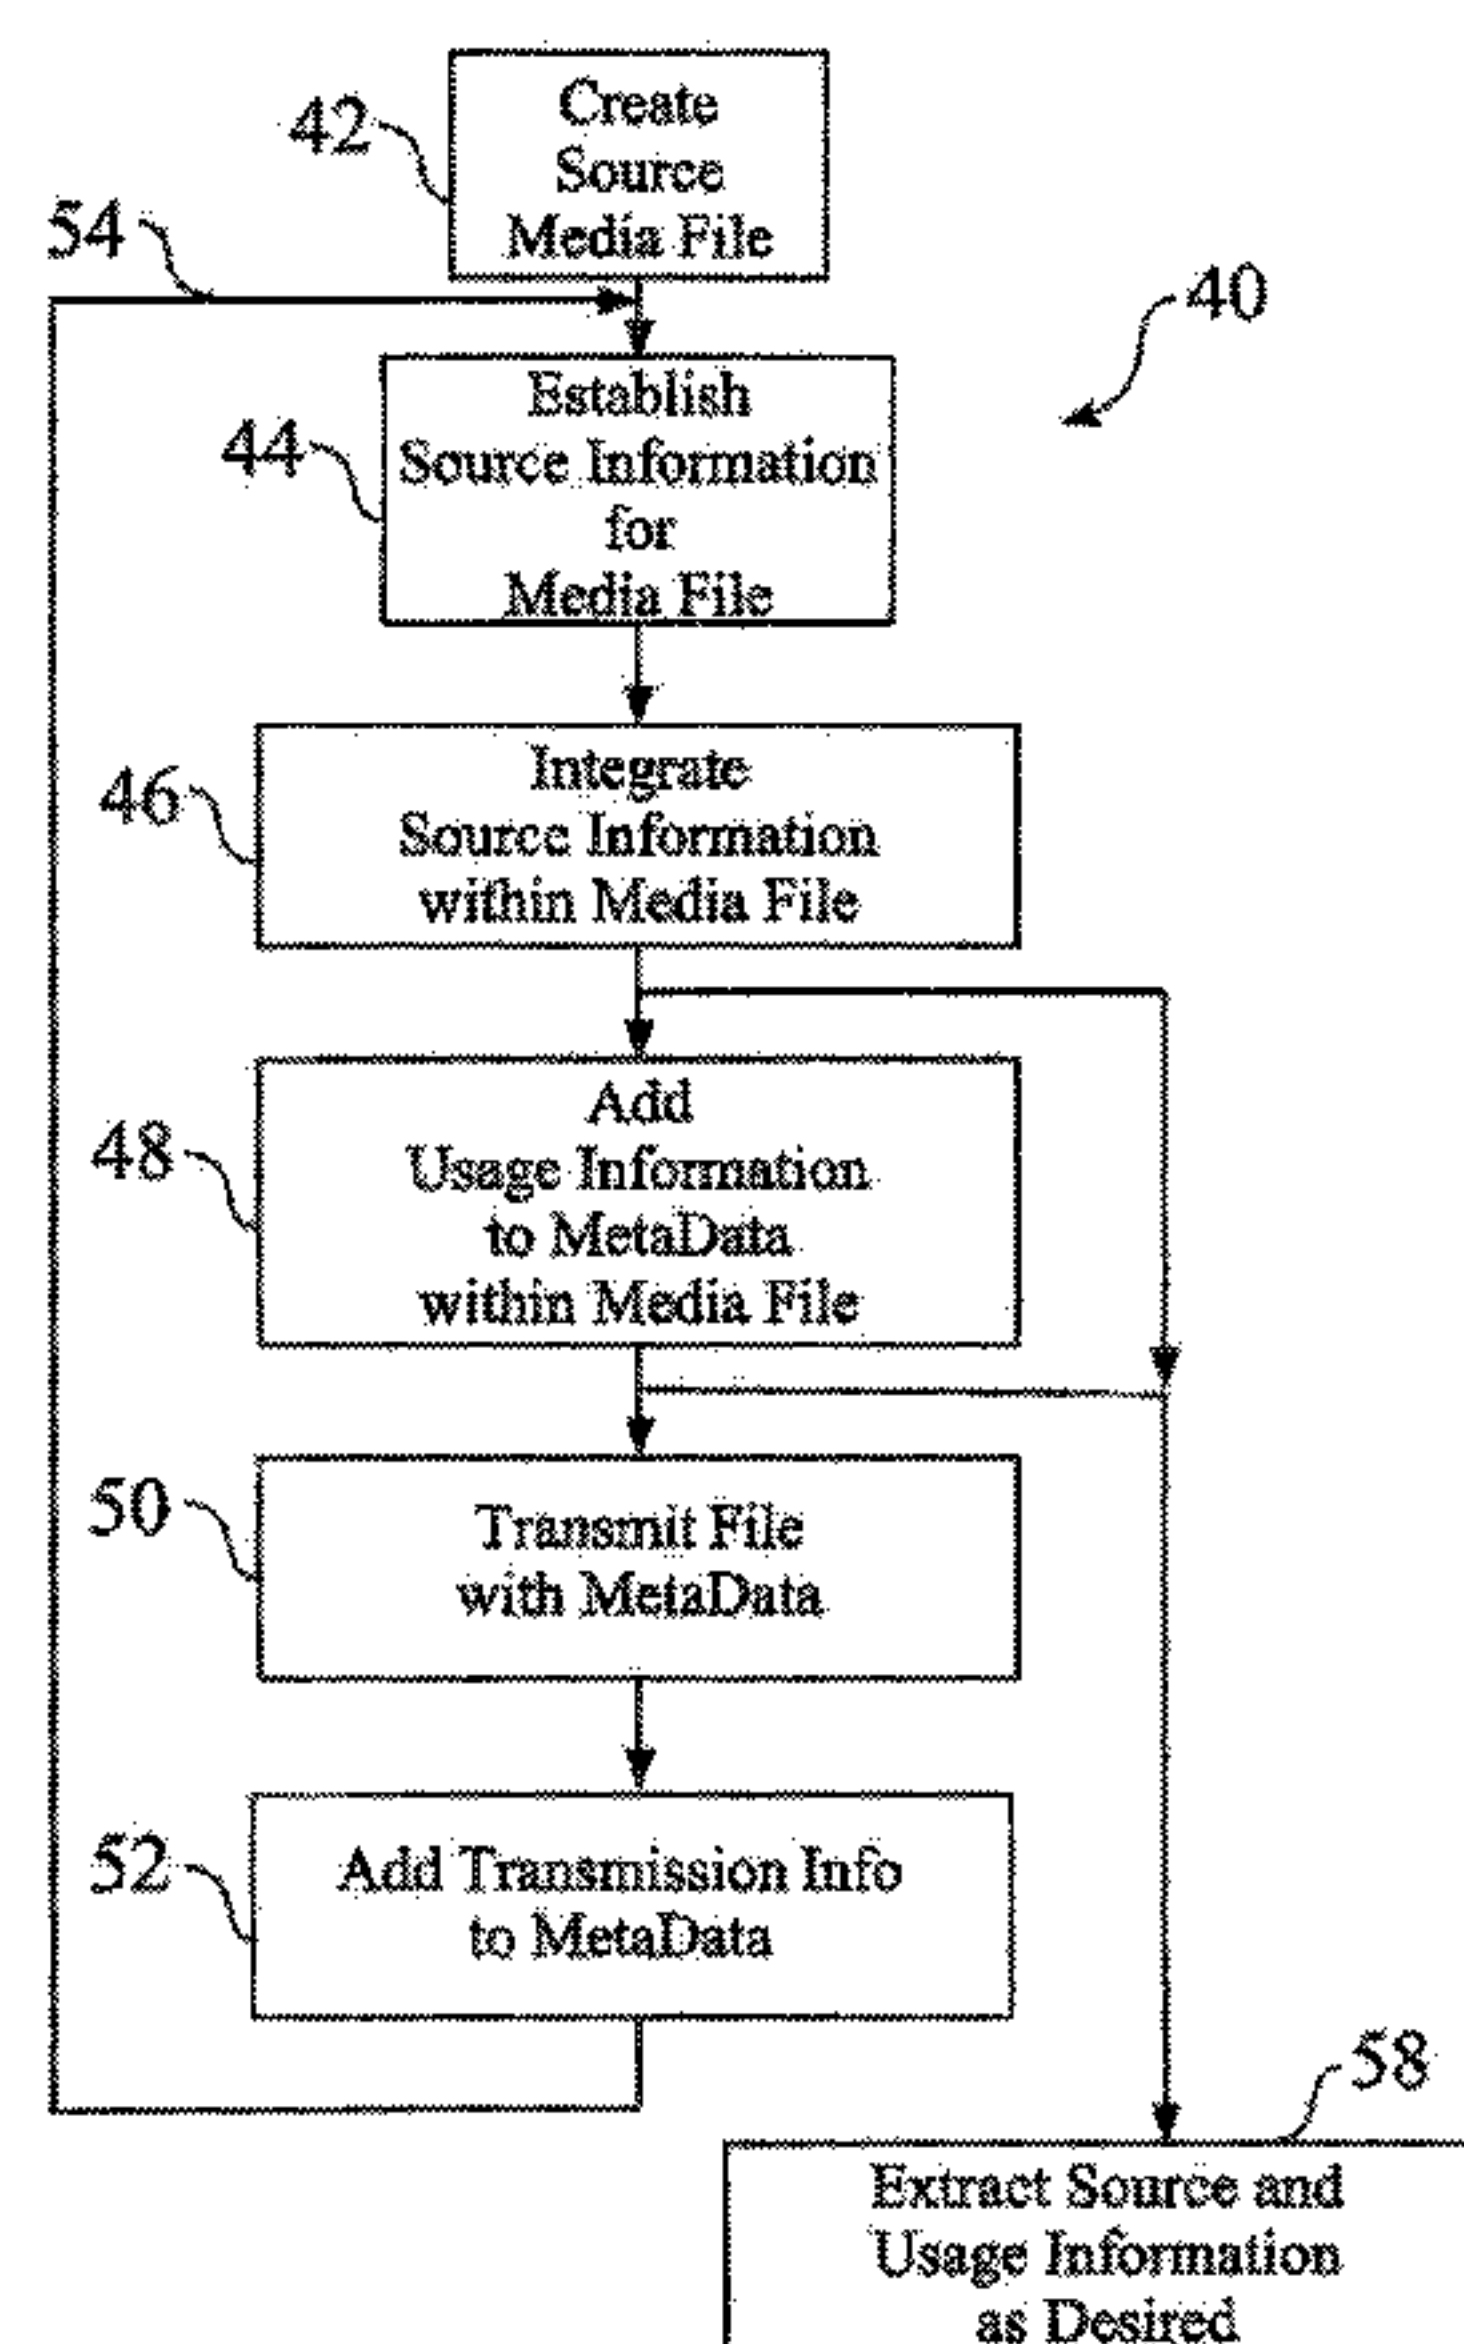 42
Create
Source
Media File
54
40
44
Establish
Source Information
for
Media File
46
Integrate
Source Information
within Media File
48
Add
Usage Information
to MetaData
within Media File
50
Transmit File
with MetaData
52
Add Transmission Info
to MetaData
58
Extract Source and
Usage Information
as Desired